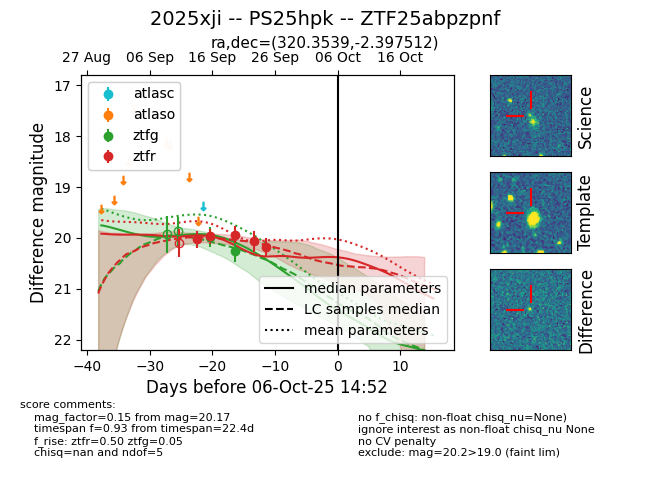 2025xji -- PS25hpk -- ZTF25abpzpnf
ra,dec=(320.3539,-2.397512)
27 Aug 06 Sep 16 Sep 26 Sep 06 Oct 16 Oct
17
18
19
20
21
22
Difference magnitude
atlasc
atlaso
ztfg
ztfr
median parameters
LC samples median
mean parameters
−40 −30 −20 −10 0 10
Days before 06-Oct-25 14:52
Science
Template
Difference
score comments:
mag_factor=0.15 from mag=20.17
timespan f=0.93 from timespan=22.4d
f_rise: ztfr=0.50 ztfg=0.05
chisq=nan and ndof=5
no f_chisq: non-float chisq_nu=None)
ignore interest as non-float chisq_nu None
no CV penalty
exclude: mag=20.2>19.0 (faint lim)